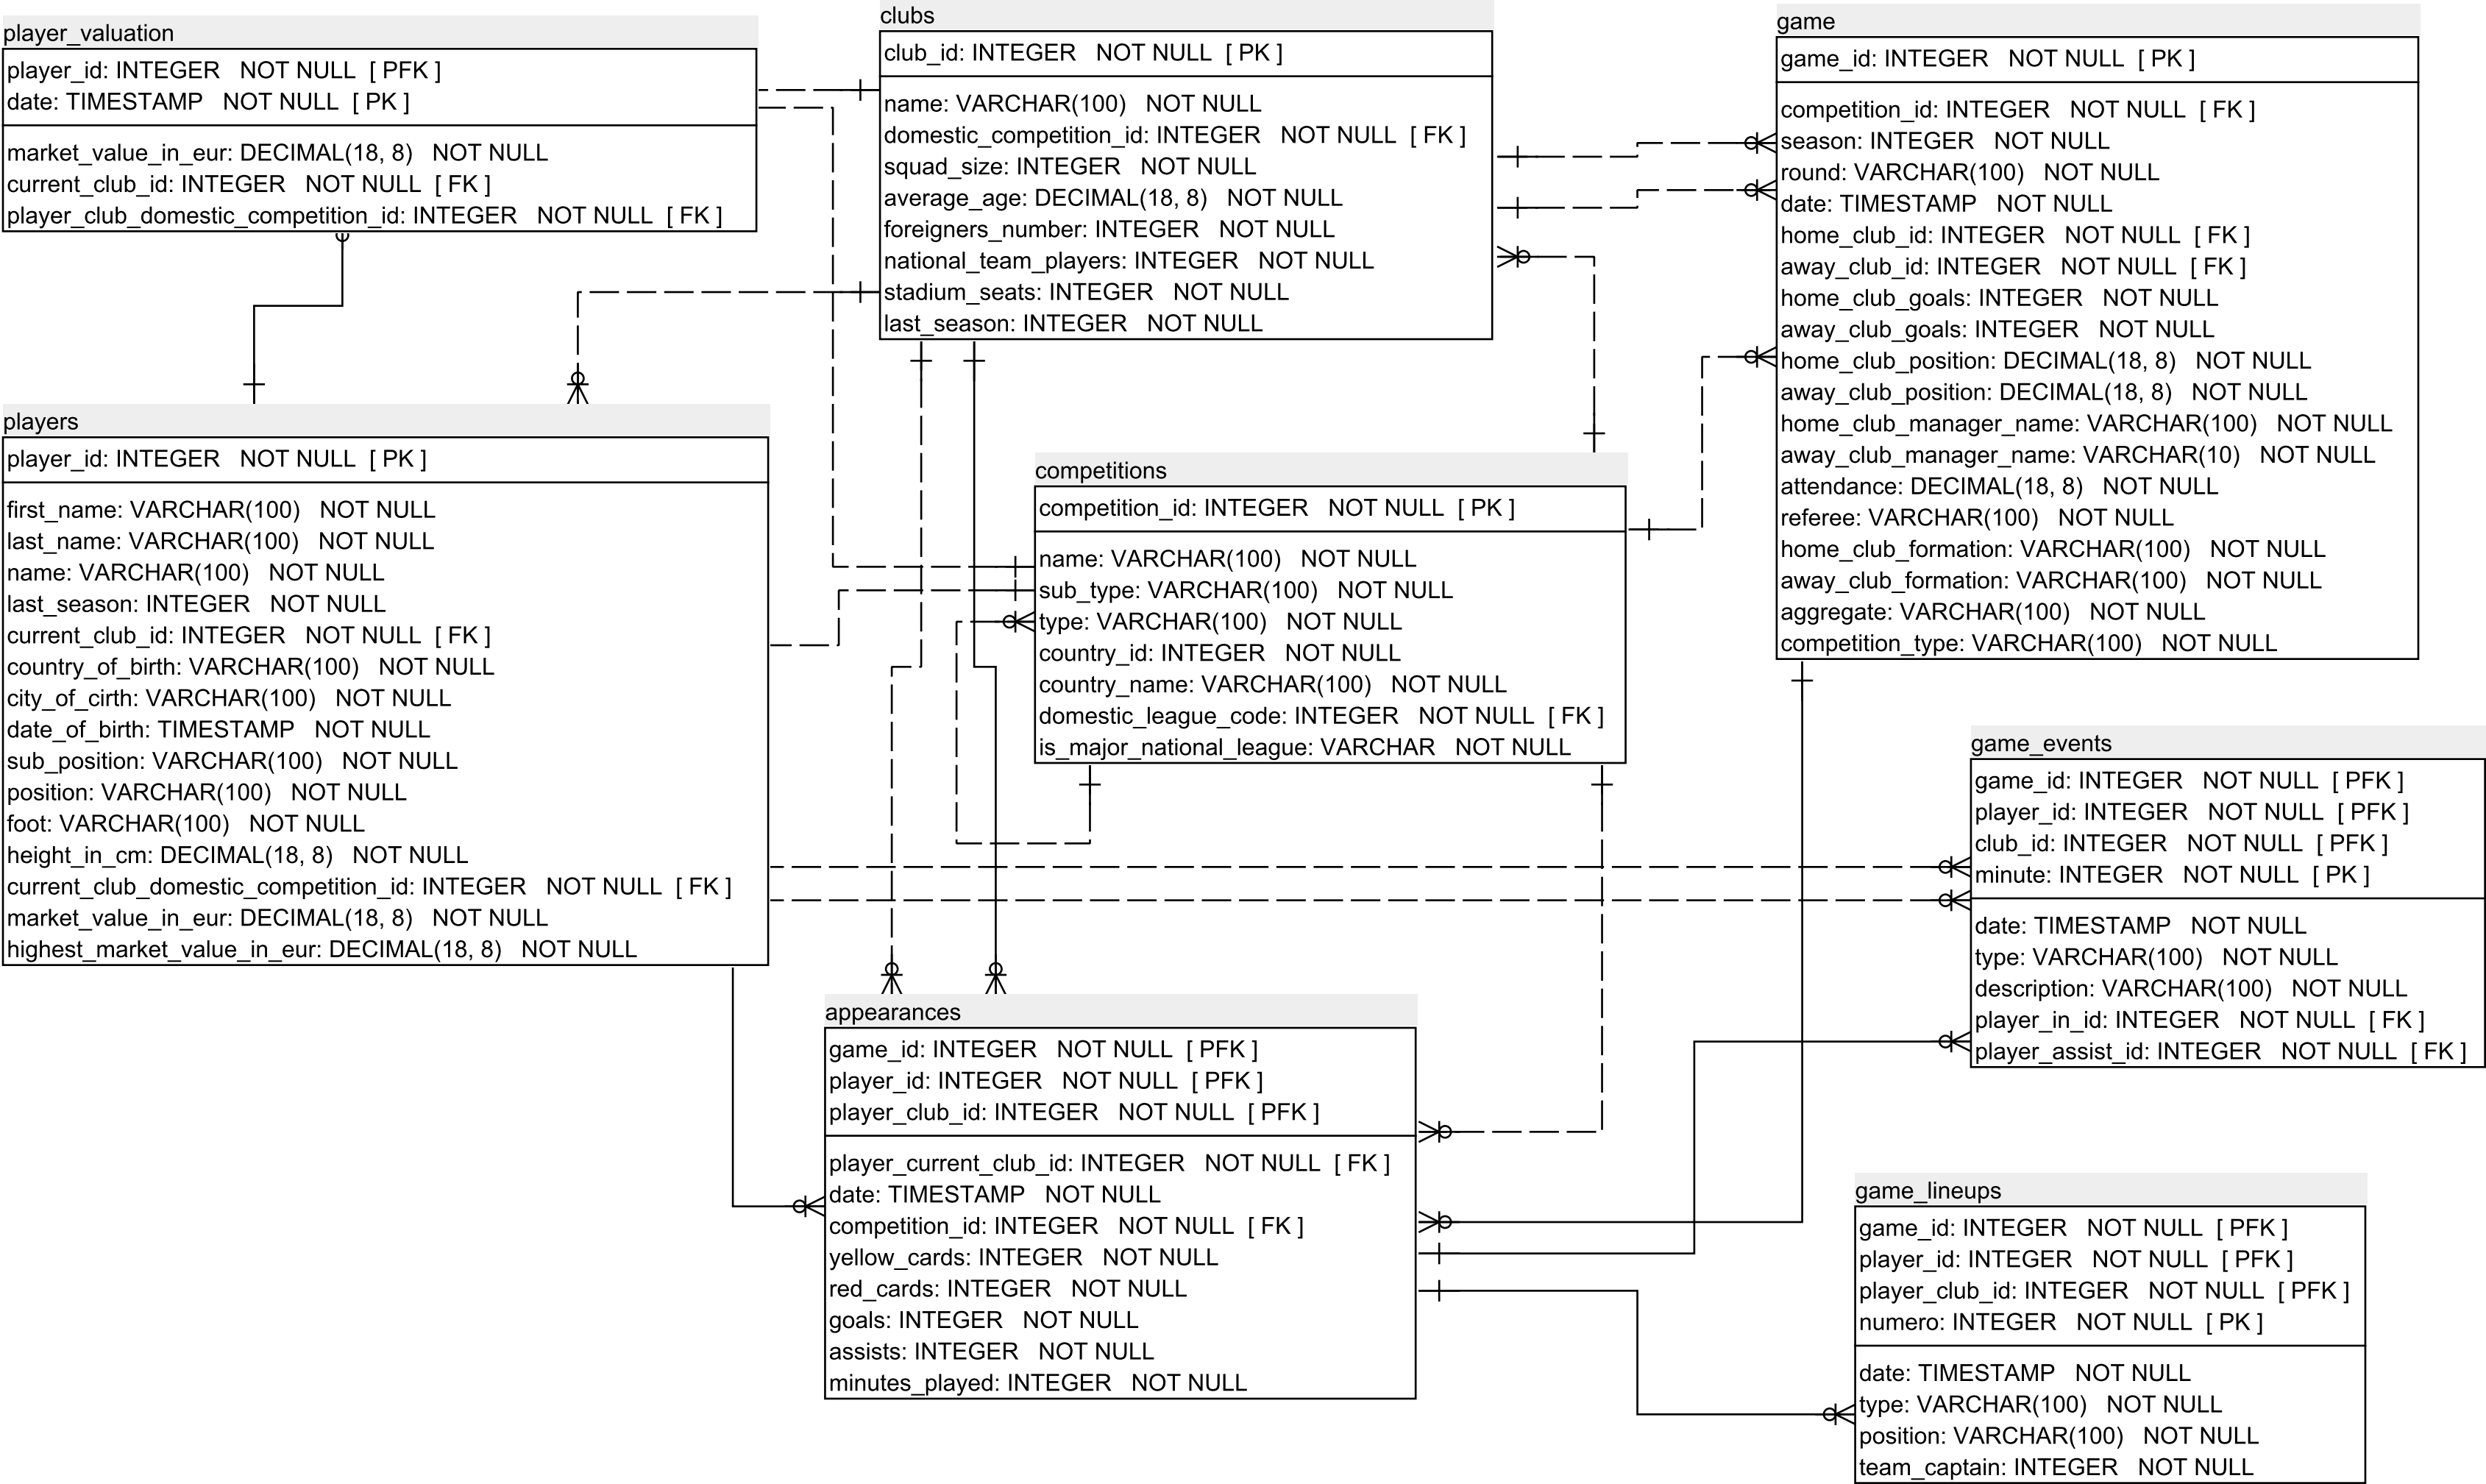 player_valuation
player_id: INTEGER NOT NULL [ PFK ]
date: TIMESTAMP NOT NULL [ PK ]
market_value_in_eur: DECIMAL(18, 8) NOT NULL
current_club_id: INTEGER NOT NULL [ FK ]
player_club_domestic_competition_id: INTEGER NOT NULL [ FK ]
clubs
club_id: INTEGER NOT NULL [ PK ]
name: VARCHAR(100) NOT NULL
domestic_competition_id: INTEGER NOT NULL [ FK ]
squad_size: INTEGER NOT NULL
average_age: DECIMAL(18, 8) NOT NULL
foreigners_number: INTEGER NOT NULL
national_team_players: INTEGER NOT NULL
stadium_seats: INTEGER NOT NULL
last_season: INTEGER NOT NULL
game
game_id: INTEGER NOT NULL [ PK ]
competition_id: INTEGER NOT NULL [ FK ]
season: INTEGER NOT NULL
round: VARCHAR(100) NOT NULL
date: TIMESTAMP NOT NULL
home_club_id: INTEGER NOT NULL [ FK ]
away_club_id: INTEGER NOT NULL [ FK ]
home_club_goals: INTEGER NOT NULL
away_club_goals: INTEGER NOT NULL
home_club_position: DECIMAL(18, 8) NOT NULL
away_club_position: DECIMAL(18, 8) NOT NULL
home_club_manager_name: VARCHAR(100) NOT NULL
away_club_manager_name: VARCHAR(10) NOT NULL
attendance: DECIMAL(18, 8) NOT NULL
referee: VARCHAR(100) NOT NULL
home_club_formation: VARCHAR(100) NOT NULL
away_club_formation: VARCHAR(100) NOT NULL
aggregate: VARCHAR(100) NOT NULL
competition_type: VARCHAR(100) NOT NULL
players
player_id: INTEGER NOT NULL [ PK ]
first_name: VARCHAR(100) NOT NULL
last_name: VARCHAR(100) NOT NULL
name: VARCHAR(100) NOT NULL
last_season: INTEGER NOT NULL
current_club_id: INTEGER NOT NULL [ FK ]
country_of_birth: VARCHAR(100) NOT NULL
city_of_cirth: VARCHAR(100) NOT NULL
date_of_birth: TIMESTAMP NOT NULL
sub_position: VARCHAR(100) NOT NULL
position: VARCHAR(100) NOT NULL
foot: VARCHAR(100) NOT NULL
height_in_cm: DECIMAL(18, 8) NOT NULL
current_club_domestic_competition_id: INTEGER NOT NULL [ FK ]
market_value_in_eur: DECIMAL(18, 8) NOT NULL
highest_market_value_in_eur: DECIMAL(18, 8) NOT NULL
competitions
competition_id: INTEGER NOT NULL [ PK ]
name: VARCHAR(100) NOT NULL
sub_type: VARCHAR(100) NOT NULL
type: VARCHAR(100) NOT NULL
country_id: INTEGER NOT NULL
country_name: VARCHAR(100) NOT NULL
domestic_league_code: INTEGER NOT NULL [ FK ]
is_major_national_league: VARCHAR NOT NULL
game_events
game_id: INTEGER NOT NULL [ PFK ]
player_id: INTEGER NOT NULL [ PFK ]
club_id: INTEGER NOT NULL [ PFK ]
minute: INTEGER NOT NULL [ PK ]
date: TIMESTAMP NOT NULL
type: VARCHAR(100) NOT NULL
description: VARCHAR(100) NOT NULL
player_in_id: INTEGER NOT NULL [ FK ]
player_assist_id: INTEGER NOT NULL [ FK ]
appearances
game_id: INTEGER NOT NULL [ PFK ]
player_id: INTEGER NOT NULL [ PFK ]
player_club_id: INTEGER NOT NULL [ PFK ]
player_current_club_id: INTEGER NOT NULL [ FK ]
date: TIMESTAMP NOT NULL
competition_id: INTEGER NOT NULL [ FK ]
yellow_cards: INTEGER NOT NULL
red_cards: INTEGER NOT NULL
goals: INTEGER NOT NULL
assists: INTEGER NOT NULL
minutes_played: INTEGER NOT NULL
game_lineups
game_id: INTEGER NOT NULL [ PFK ]
player_id: INTEGER NOT NULL [ PFK ]
player_club_id: INTEGER NOT NULL [ PFK ]
numero: INTEGER NOT NULL [ PK ]
date: TIMESTAMP NOT NULL
type: VARCHAR(100) NOT NULL
position: VARCHAR(100) NOT NULL
team_captain: INTEGER NOT NULL